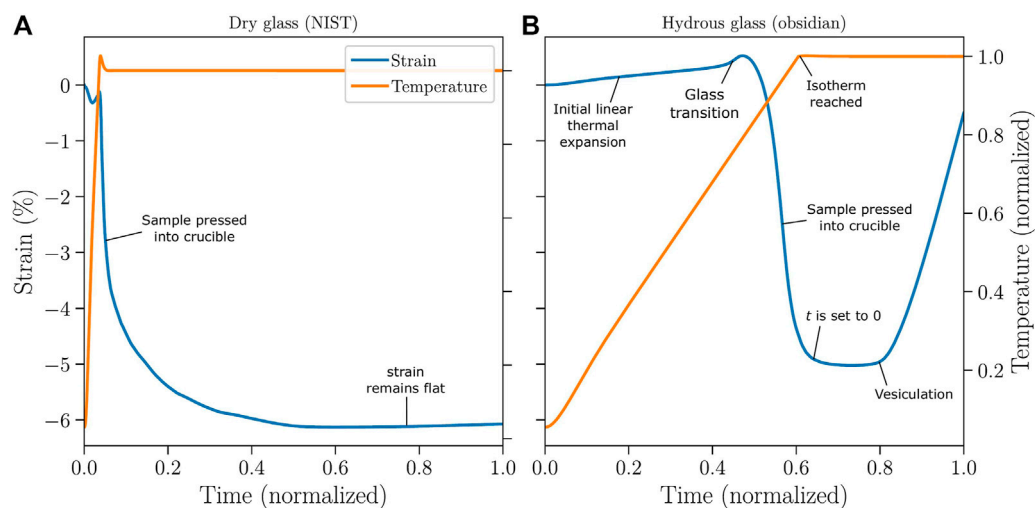 A
Dry glass (NIST)
Strain
Temperature
0
−1
−2
−3
−4
−5
−6
Strain (%)
Sample pressed
into crucible
strain
remains flat
0.0
0.2
0.4
0.6
0.8
1.0
Time (normalized)
B
Hydrous glass (obsidian)
Initial linear
thermal
expansion
Glass
transition
Isotherm
reached
Sample pressed
into crucible
t is set to 0
Vesiculation
1.0
0.8
0.6
0.4
0.2
Temperature (normalized)
0.0
0.2
0.4
0.6
0.8
1.0
Time (normalized)